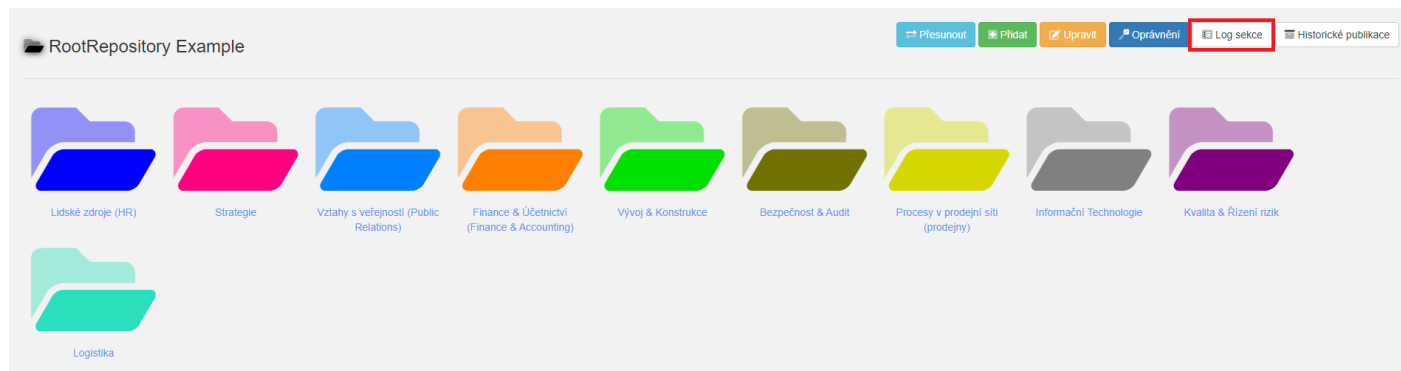 RootRepository Example
Přesunout
Přidat
Upravit
Oprávnění
Log sekce
Historické publikace
Lidské zdroje (HR)
Strategie
Vztahy s veřejností (Public
Relations)
Finance & Účetnictví
(Finance & Accounting)
Vývoj & Konstrukce
Bezpečnost & Audit
Procesy v prodejní síti
(prodejny)
Informační Technologie
Kvalita & Řízení rizik
Logistika